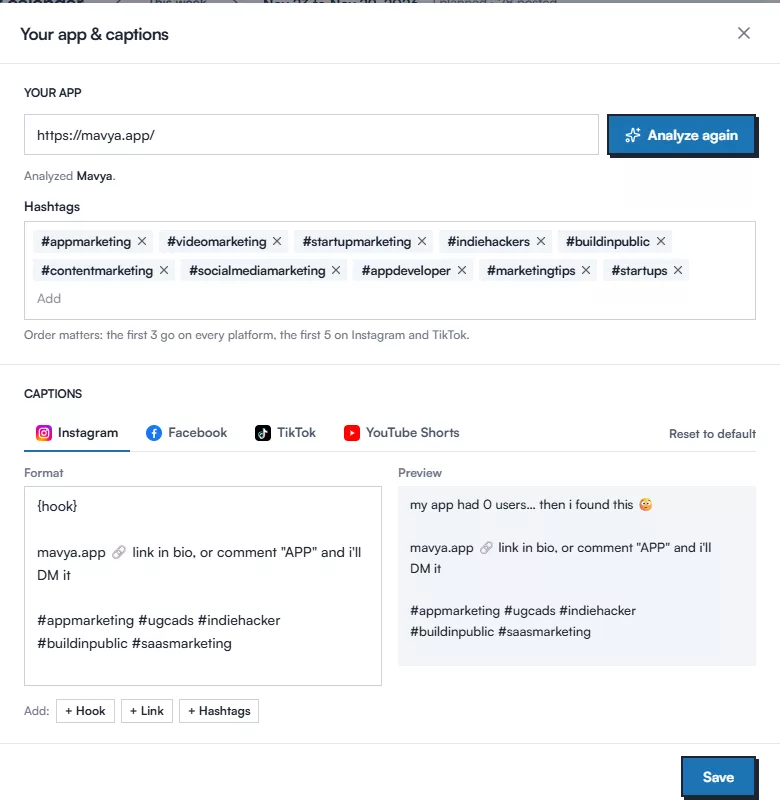 Your app & captions
YOUR APP
https://mavya.app/
Analyze again
Analyzed Mavya.
Hashtags
#appmarketing #videomarketing #startupmarketing #indiehackers #buildinpublic
#contentmarketing #socialmediamarketing #appdeveloper #marketingtips #startups
Add
Order matters: the first 3 go on every platform, the first 5 on Instagram and TikTok.
CAPTIONS
Instagram Facebook TikTok YouTube Shorts
Reset to default
Format
{hook}
mavya.app 🔗 link in bio, or comment "APP" and i'll
DM it
#appmarketing #ugcads #indiehacker
#buildinpublic #saasmarketing
Preview
my app had 0 users... then i found this 🤯
mavya.app 🔗 link in bio, or comment "APP" and i'll
DM it
#appmarketing #ugcads #indiehacker
#buildinpublic #saasmarketing
Add: + Hook + Link + Hashtags
Save